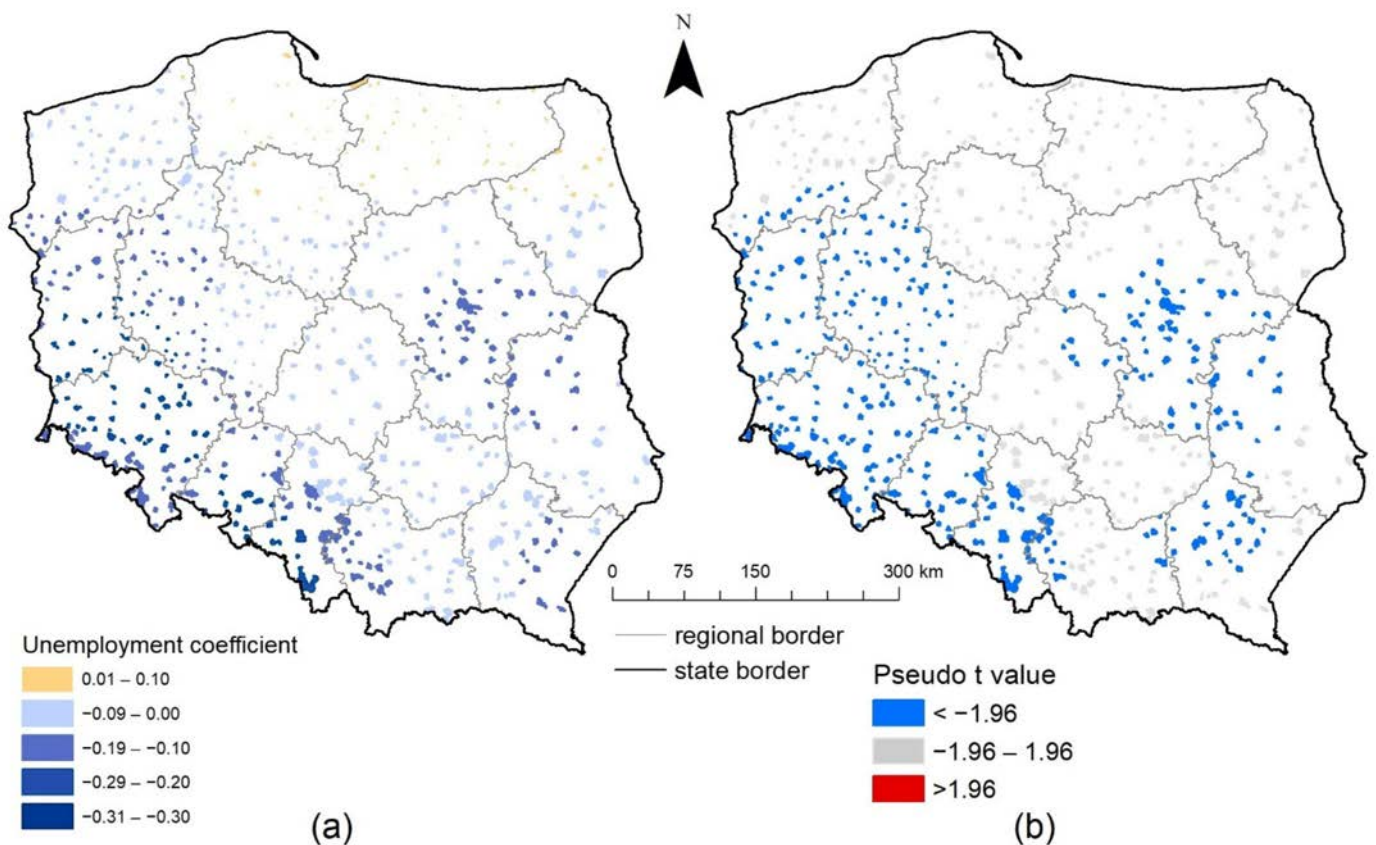 N
0 75 150 300 km
regional border
state border
Unemployment coefficient
0.01 – 0.10
−0.09 – 0.00
−0.19 – −0.10
−0.29 – −0.20
−0.31 – −0.30
Pseudo t value
< −1.96
−1.96 – 1.96
>1.96
(a)
(b)